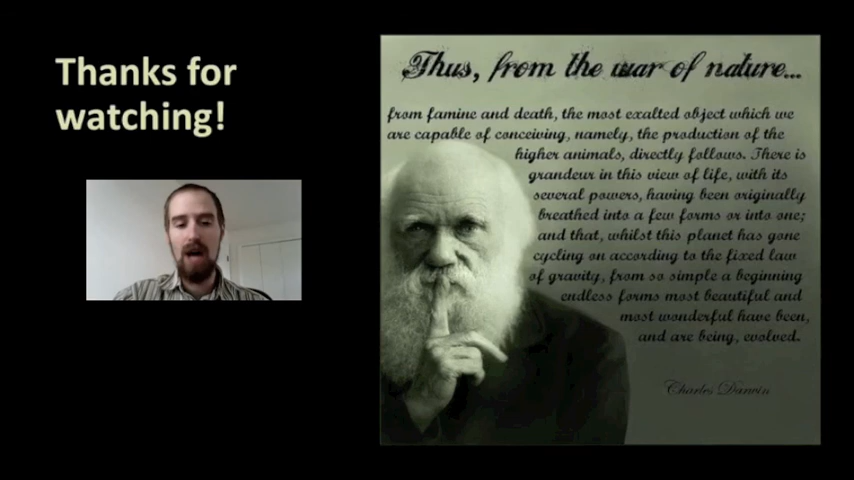 Thanks for
watching!
Thus, from the war of nature...
from famine and death, the most exalted object which we
are capable of conceiving, namely, the production of the
higher animals, directly follows. There is
grandeur in this view of life, with its
several powers, having been originally
breathed into a few forms or into one;
and that, whilst this planet has gone
cycling on according to the fixed law
of gravity, from so simple a beginning
endless forms most beautiful and
most wonderful have been,
and are being, evolved.
Charles Darwin